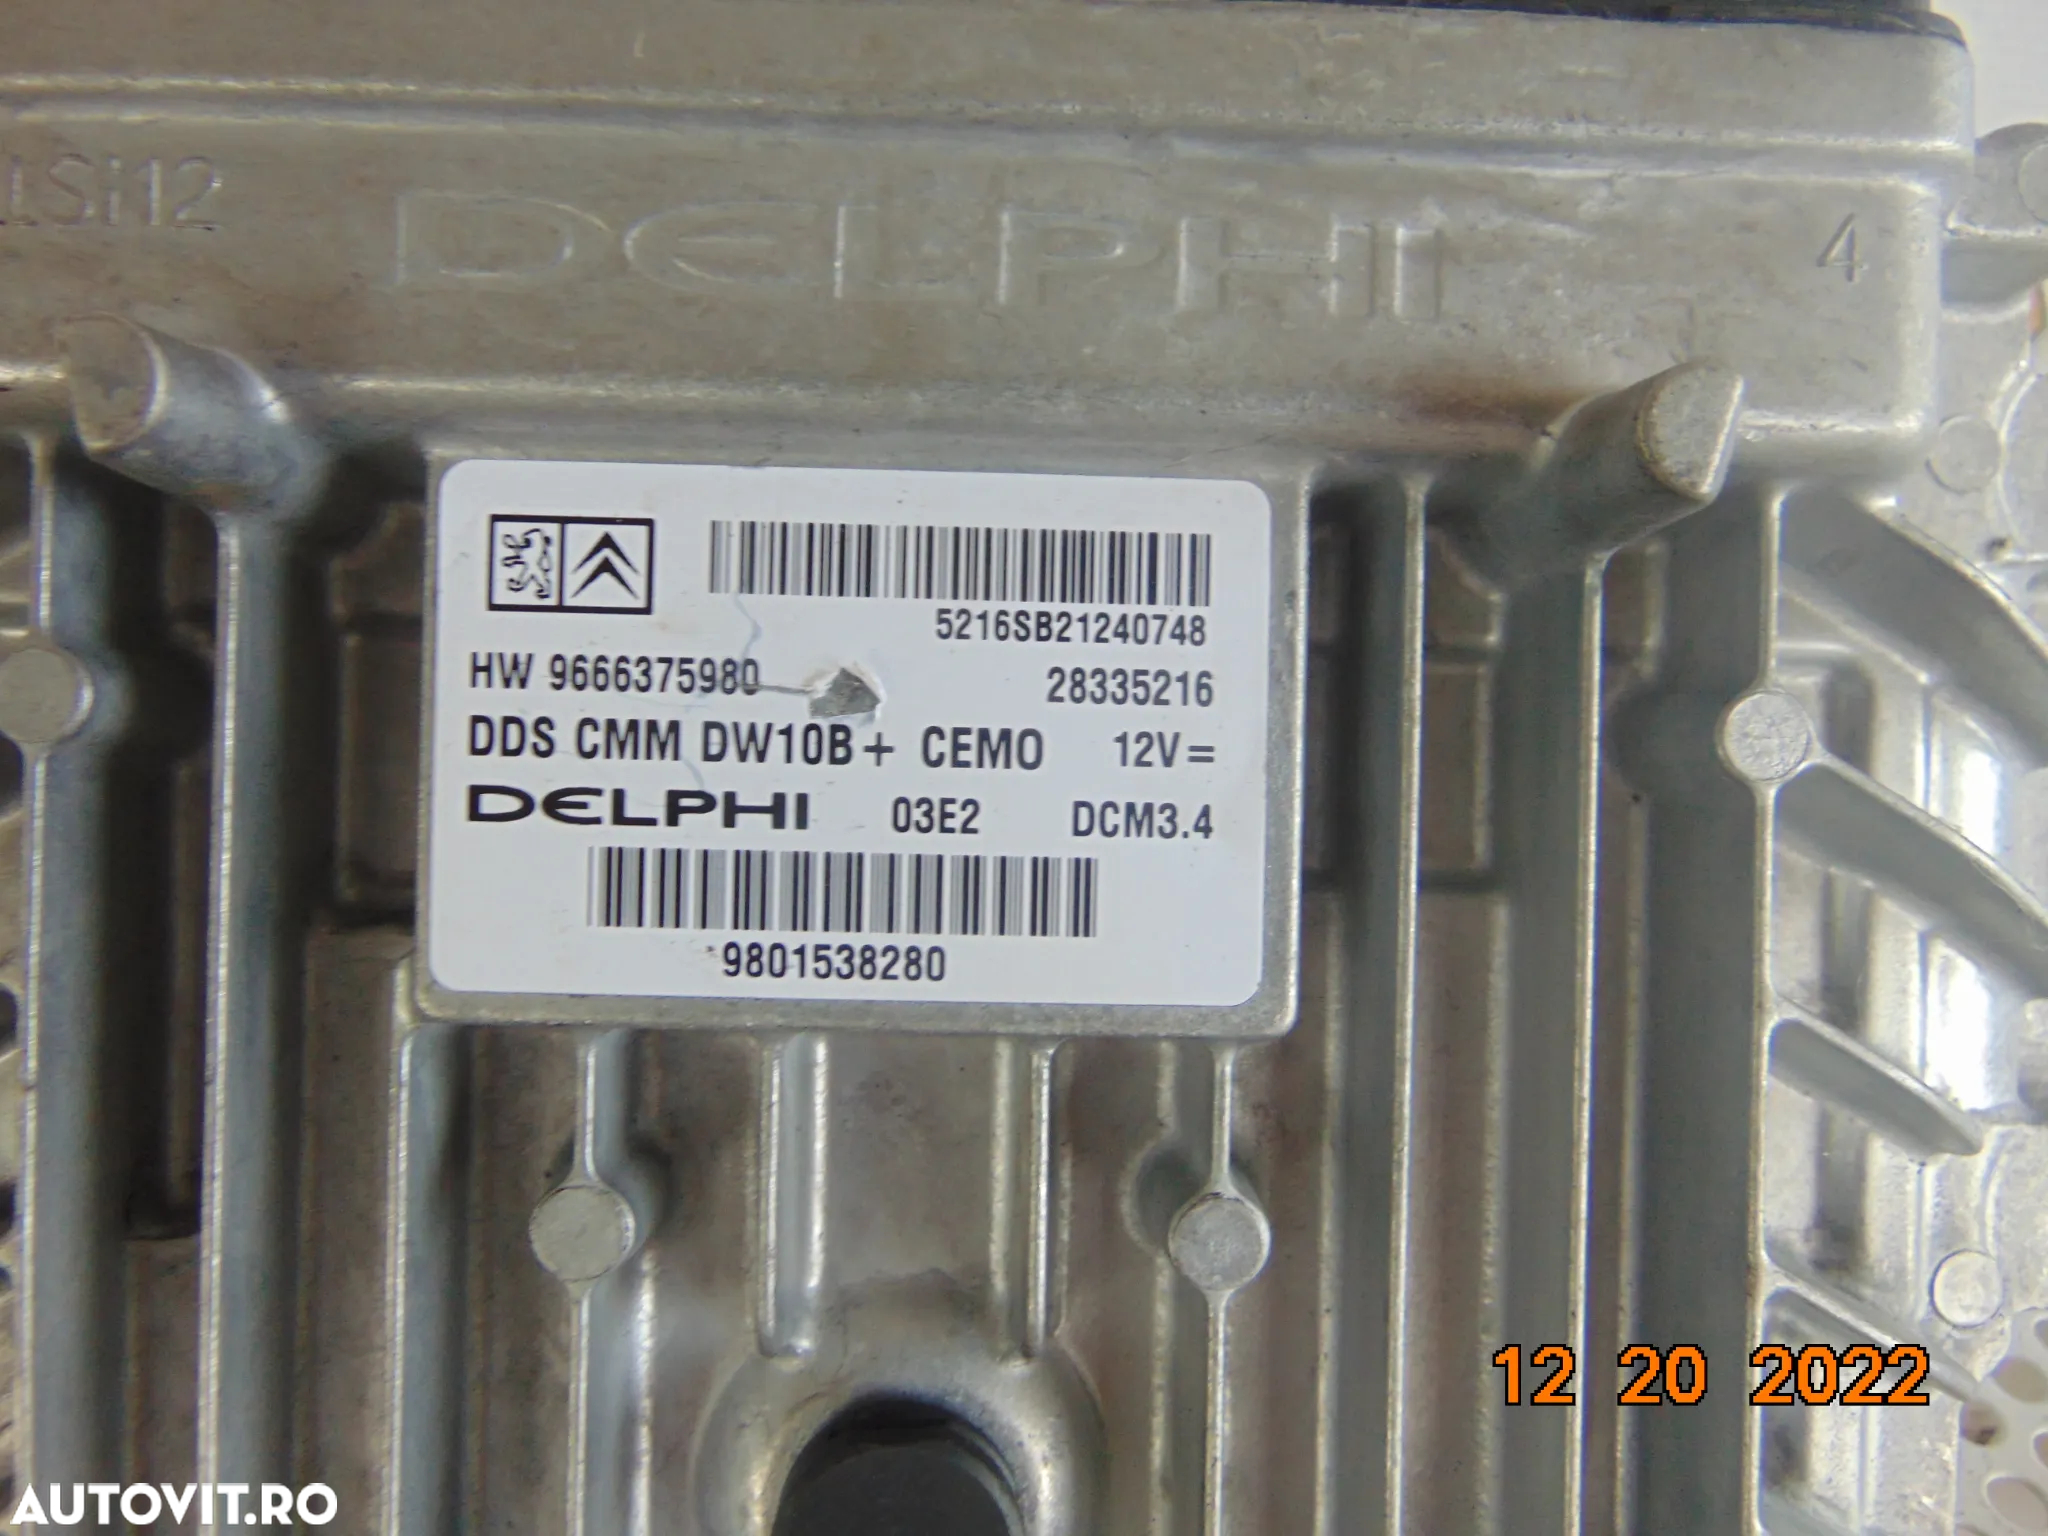 LSi12
DELPHI
4
5216SB21240748
HW 9666375980 28335216
DDS CMM DW10B+ CEMO 12V=
DELPHI 03E2 DCM3.4
9801538280
12 20 2022
AUTOVIT.RO